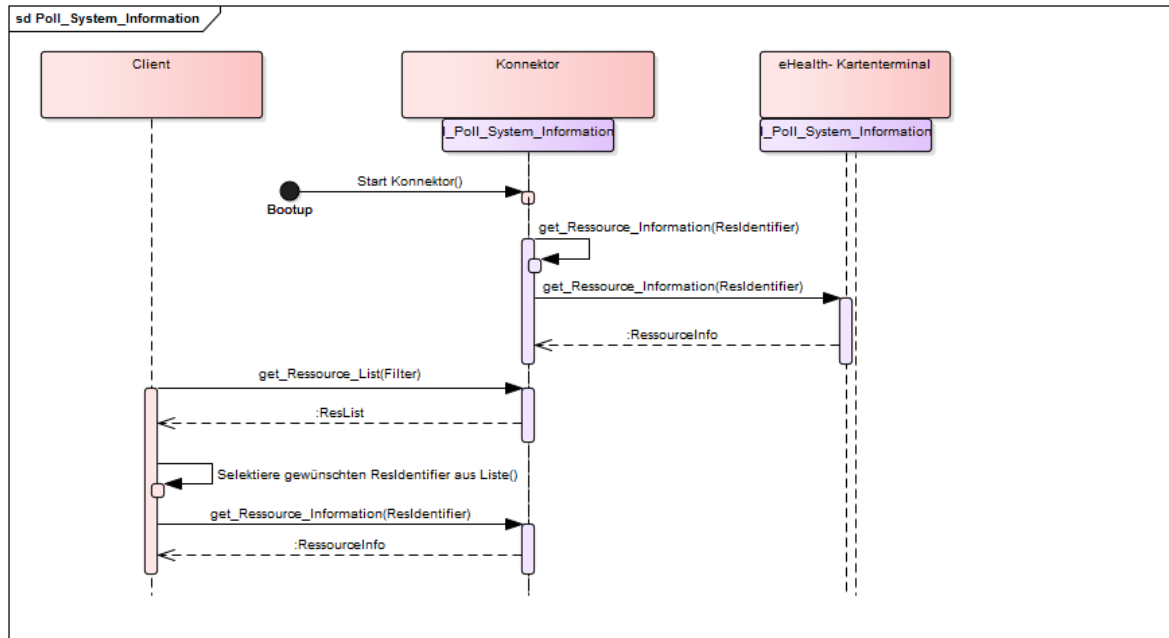 sd Poll_System_Information
Client
Konnektor
eHealth- Kartenterminal
I_Poll_System_Information
I_Poll_System_Information
Start Konnektor()
Bootup
get_Ressource_Information(ResIdentifier)
get_Ressource_Information(ResIdentifier)
:RessourceInfo
get_Ressource_List(Filter)
:ResList
Selektiere gewünschten ResIdentifier aus Liste()
get_Ressource_Information(ResIdentifier)
:RessourceInfo